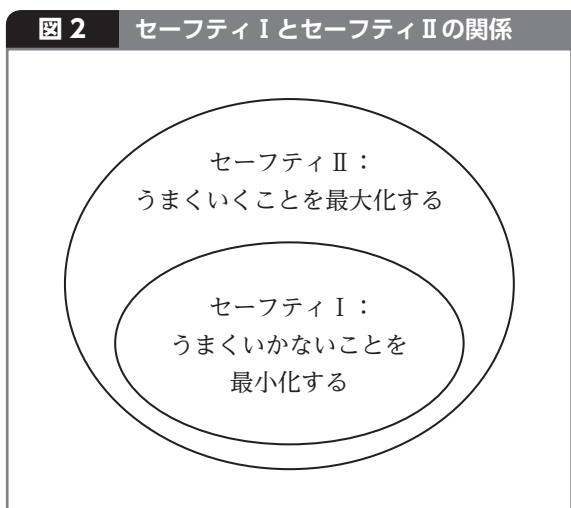 図 2 セーフティⅠとセーフティⅡの関係
セーフティⅡ：
うまくいくことを最大化する
セーフティⅠ：
うまくいかないことを
最小化する